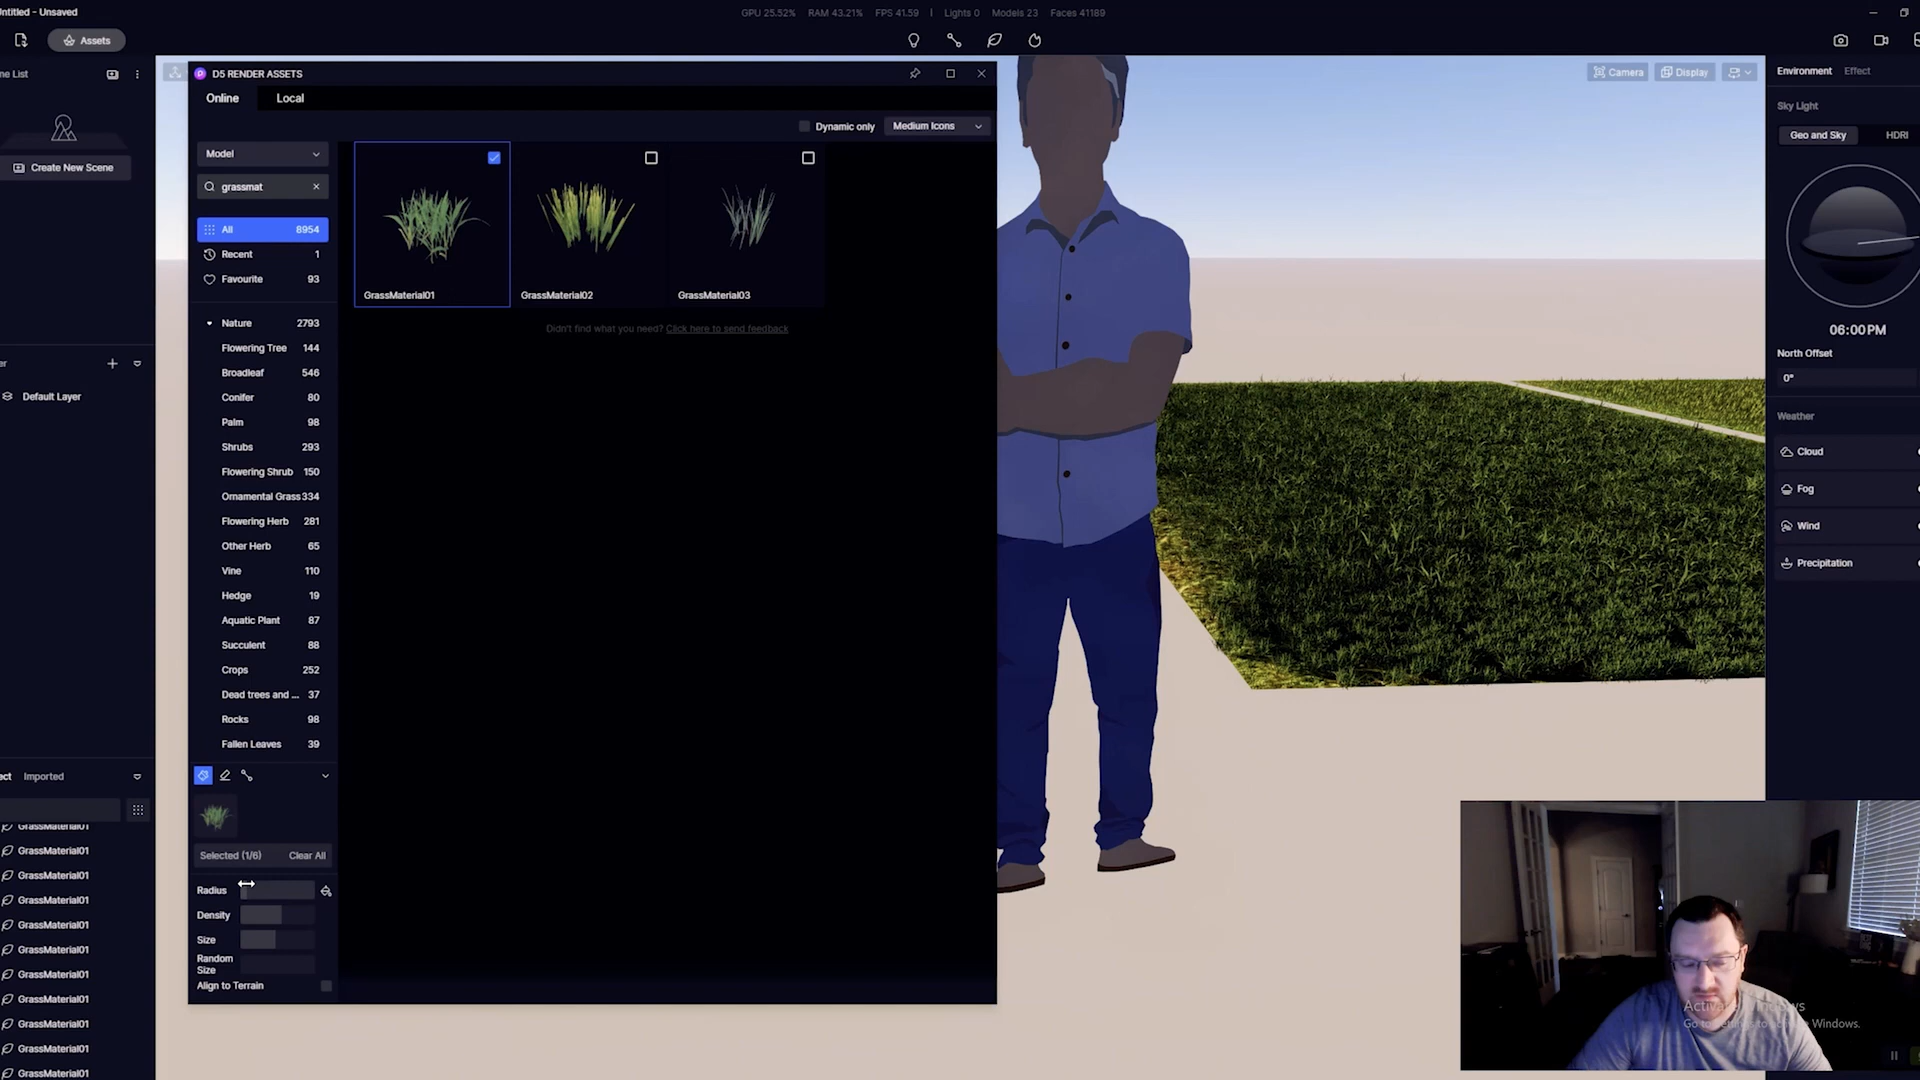 Untitled - Unsaved
GPU 25.52% RAM 43.21% FPS 41.59 | Lights 0 Models 23 Faces 41189
Assets
ne List
Create New Scene
er
Default Layer
ect Imported
GrassMaterial01
GrassMaterial01
GrassMaterial01
GrassMaterial01
GrassMaterial01
GrassMaterial01
GrassMaterial01
GrassMaterial01
GrassMaterial01
GrassMaterial01
GrassMaterial01
D5 RENDER ASSETS
Online Local
Dynamic only Medium Icons
Model
grassmat
All 8954
Recent 1
Favourite 93
Nature 2793
Flowering Tree 144
Broadleaf 546
Conifer 80
Palm 98
Shrubs 293
Flowering Shrub 150
Ornamental Grass 334
Flowering Herb 281
Other Herb 65
Vine 110
Hedge 19
Aquatic Plant 87
Succulent 88
Crops 252
Dead trees and ... 37
Rocks 98
Fallen Leaves 39
Selected (1/6) Clear All
Radius
Density
Size
Random
Size
Align to Terrain
GrassMaterial01 GrassMaterial02 GrassMaterial03
Didn't find what you need? Click here to send feedback
Camera Display
Environment Effect
Sky Light
Geo and Sky HDRI
06:00PM
North Offset
0°
Weather
Cloud
Fog
Wind
Precipitation